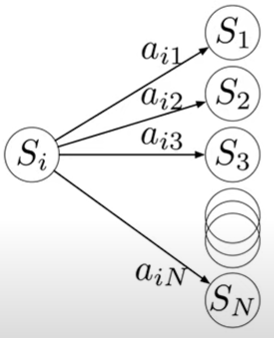 S_1
a_{i1}
S_2
a_{i2}
a_{i3}
S_i
S_3
a_{iN}
S_N